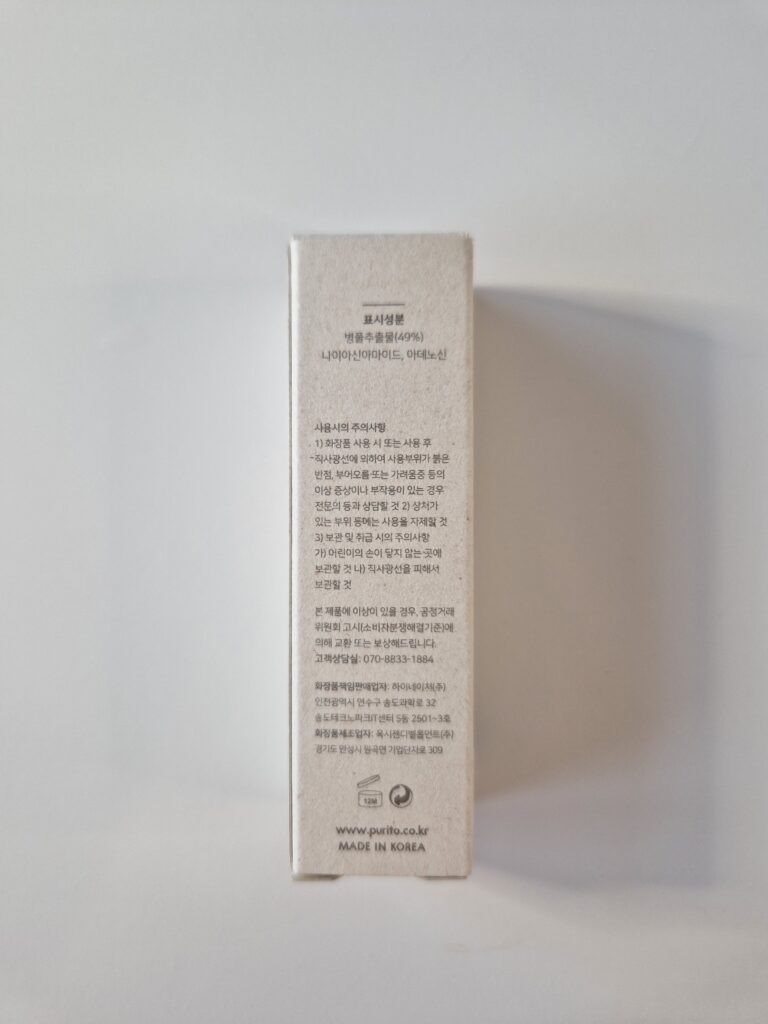 표시성분
병풀추출물(49%)
나이아신아마이드, 아데노신
사용시의 주의사항
1) 화장품 사용 시 또는 사용 후
직사광선에 의하여 사용부위가 붉은
반점, 부어오름 또는 가려움증 등의
이상 증상이나 부작용이 있는 경우
전문의 등과 상담할 것 2) 상처가
있는 부위 등에는 사용을 자제할 것
3) 보관 및 취급 시의 주의사항
가) 어린이의 손이 닿지 않는 곳에
보관할 것 나) 직사광선을 피해서
보관할 것
본 제품에 이상이 있을 경우, 공정거래
위원회 고시(소비자분쟁해결기준)에
의해 교환 또는 보상해드립니다.
고객상담실: 070-8833-1884
화장품책임판매업자: 하이네이처(주)
인천광역시 연수구 송도과학로 32
송도테크노파크IT센터 S동 2501~3호
화장품제조업자: 옥시젠디벨롭먼트(주)
경기도 안성시 원곡면 기업단지로 309
12M
www.purito.co.kr
MADE IN KOREA